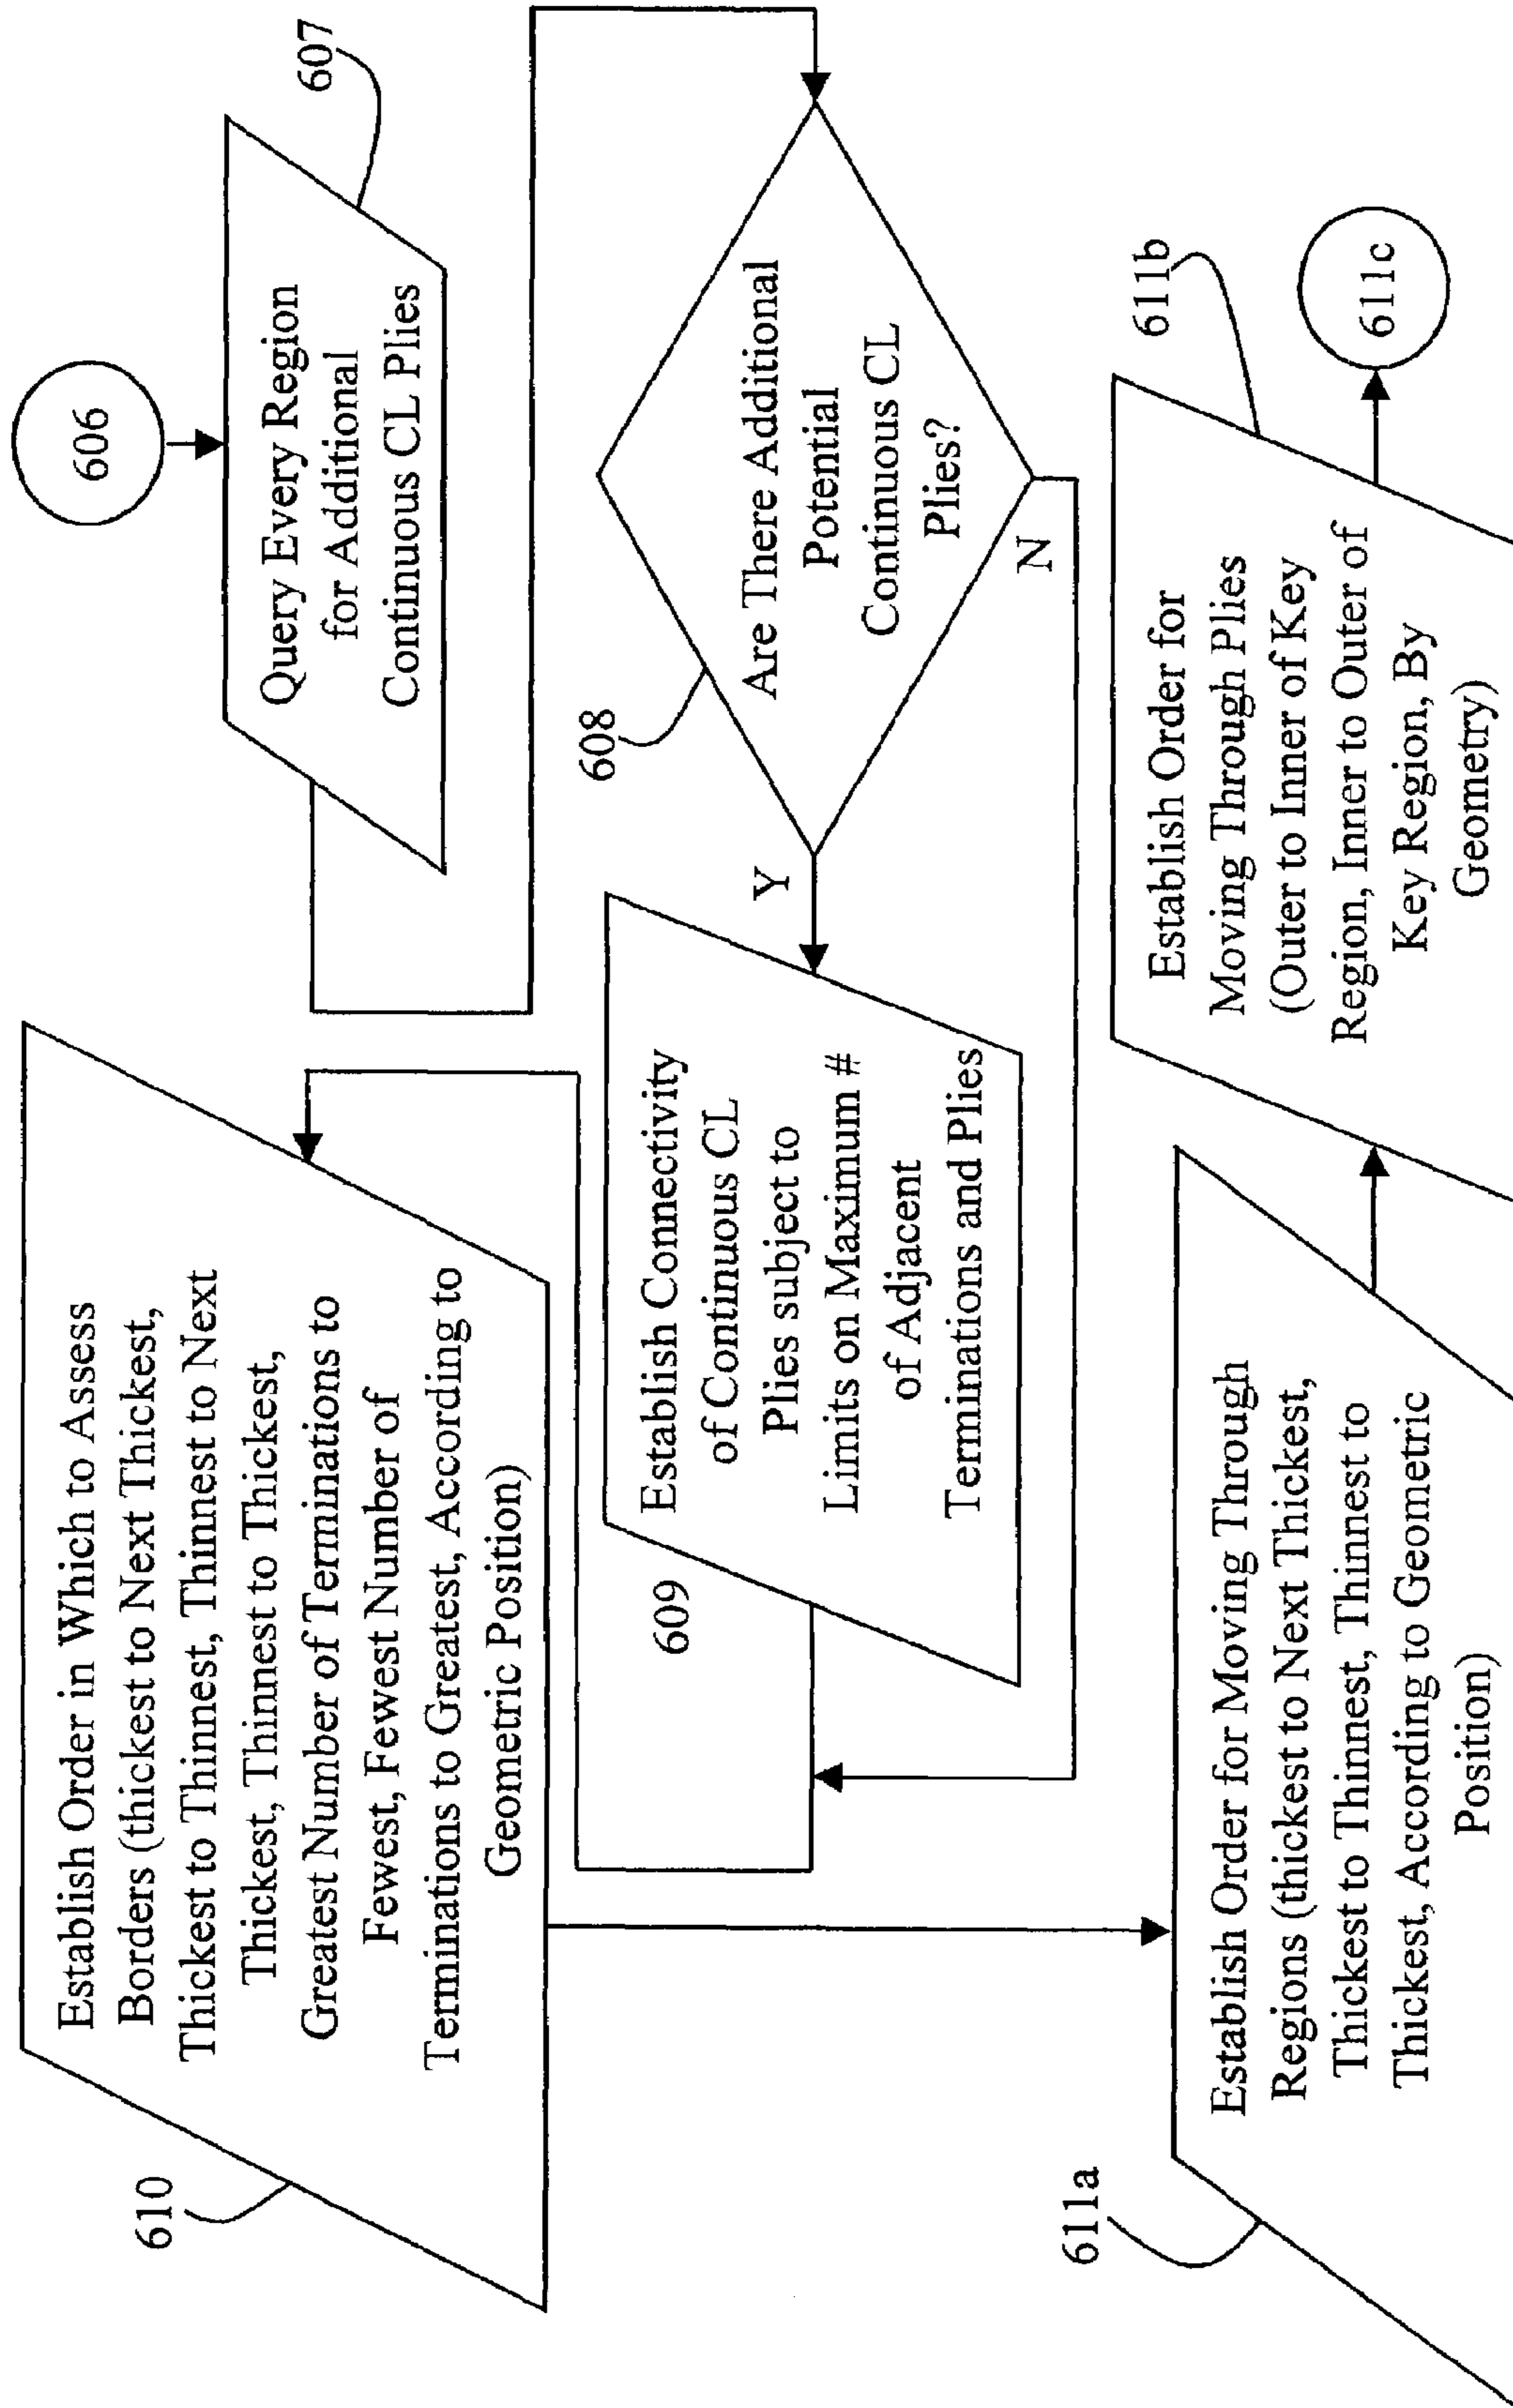 606
607
Query Every Region
for Additional
Continuous CL Plies
608
Are There Additional
Potential
Continuous CL
Plies?
Y
N
609
Establish Connectivity
of Continuous CL
Plies subject to
Limits on Maximum #
of Adjacent
Terminations and Plies
610
Establish Order in Which to Assess
Borders (thickest to Next Thickest,
Thickest to Thinnest, Thinnest to Next
Thickest, Thinnest to Thickest,
Greatest Number of Terminations to
Fewest, Fewest Number of
Terminations to Greatest, According to
Geometric Position)
611a
Establish Order for Moving Through
Regions (thickest to Next Thickest,
Thickest to Thinnest, Thinnest to
Thickest, According to Geometric
Position)
611b
Establish Order for
Moving Through Plies
(Outer to Inner of Key
Region, Inner to Outer of
Key Region, By
Geometry)
611c